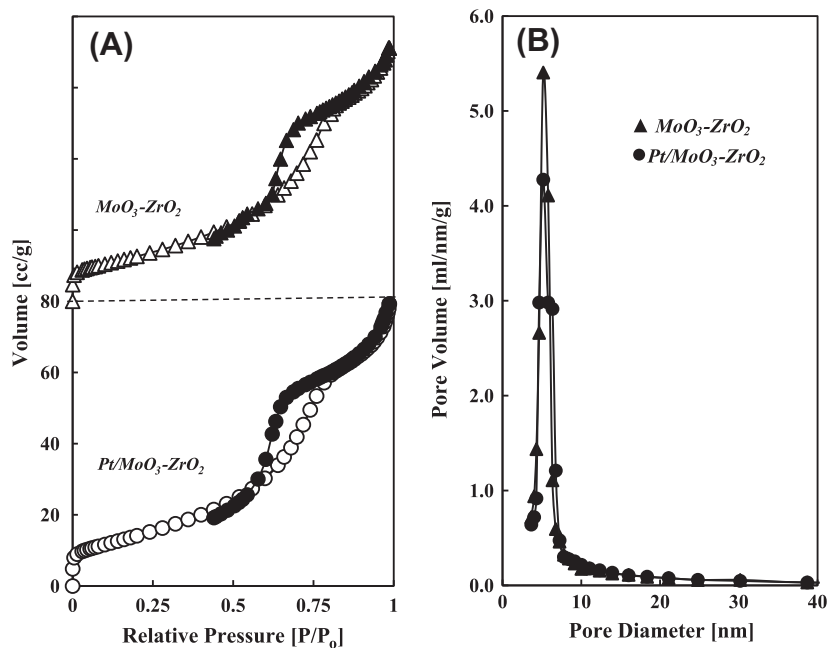 (A)
MoO₃-ZrO₂
Pt/MoO₃-ZrO₂
Volume [cc/g]
80
60
40
20
0
0
0.25
0.5
0.75
1
Relative Pressure [P/Pₒ]
(B)
MoO₃-ZrO₂
Pt/MoO₃-ZrO₂
Pore Volume [ml/nm/g]
6.0
5.0
4.0
3.0
2.0
1.0
0.0
0
10
20
30
40
Pore Diameter [nm]